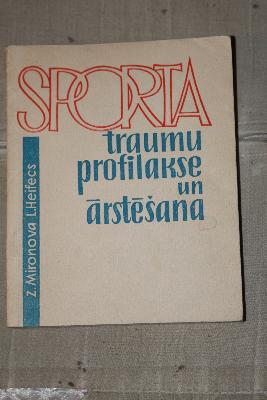 SPORTA
traumu
profilakse
un
ārstēšana
Z. Mironova L. Heifecs